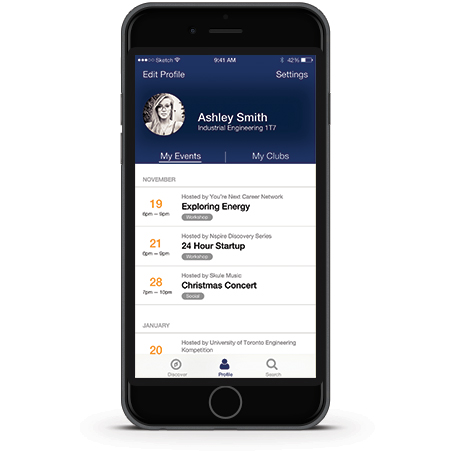 Sketch 9:41 AM 42%
Edit Profile Settings
Ashley Smith
Industrial Engineering 1T7
My Events My Clubs
NOVEMBER
19 Hosted by You're Next Career Network
Exploring Energy
6pm — 9pm Workshop
21 Hosted by Nspire Discovery Series
24 Hour Startup
6pm — 9pm Workshop
28 Hosted by Skule Music
Christmas Concert
7pm — 10pm Social
JANUARY
20 Hosted by University of Toronto Engineering
Kompetition
Discover Profile Search